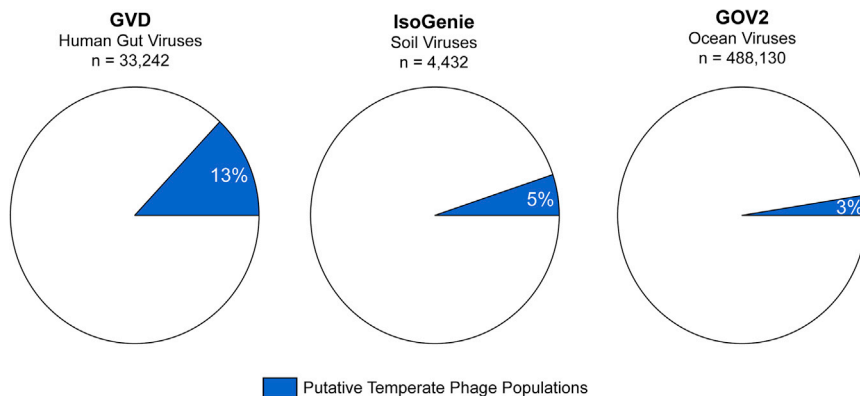 GVD
Human Gut Viruses
n = 33,242
13%
IsoGenie
Soil Viruses
n = 4,432
5%
GOV2
Ocean Viruses
n = 488,130
3%
Putative Temperate Phage Populations